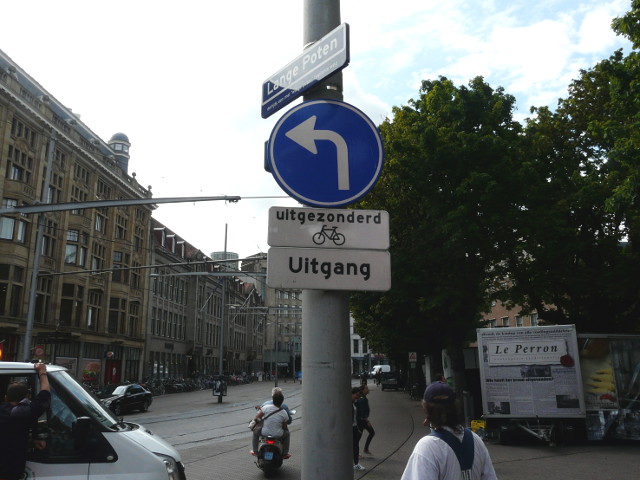 Lange Poten
uitgezonderd
Uitgang
Le Perron